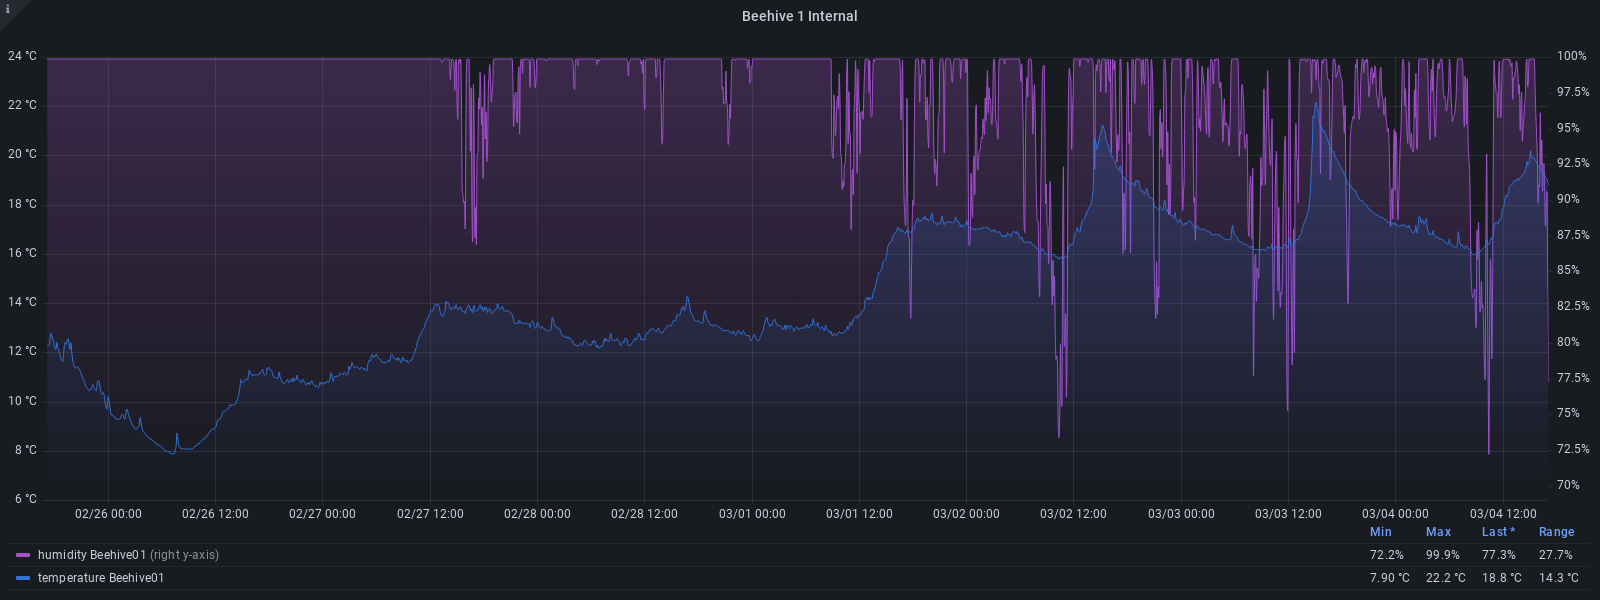 i
Beehive 1 Internal
24 °C
22 °C
20 °C
18 °C
16 °C
14 °C
12 °C
10 °C
8 °C
6 °C
100%
97.5%
95%
92.5%
90%
87.5%
85%
82.5%
80%
77.5%
75%
72.5%
70%
02/26 00:00 02/26 12:00 02/27 00:00 02/27 12:00 02/28 00:00 02/28 12:00 03/01 00:00 03/01 12:00 03/02 00:00 03/02 12:00 03/03 00:00 03/03 12:00 03/04 00:00 03/04 12:00
Min Max Last * Range
humidity Beehive01 (right y-axis) 72.2% 99.9% 77.3% 27.7%
temperature Beehive01 7.90 °C 22.2 °C 18.8 °C 14.3 °C